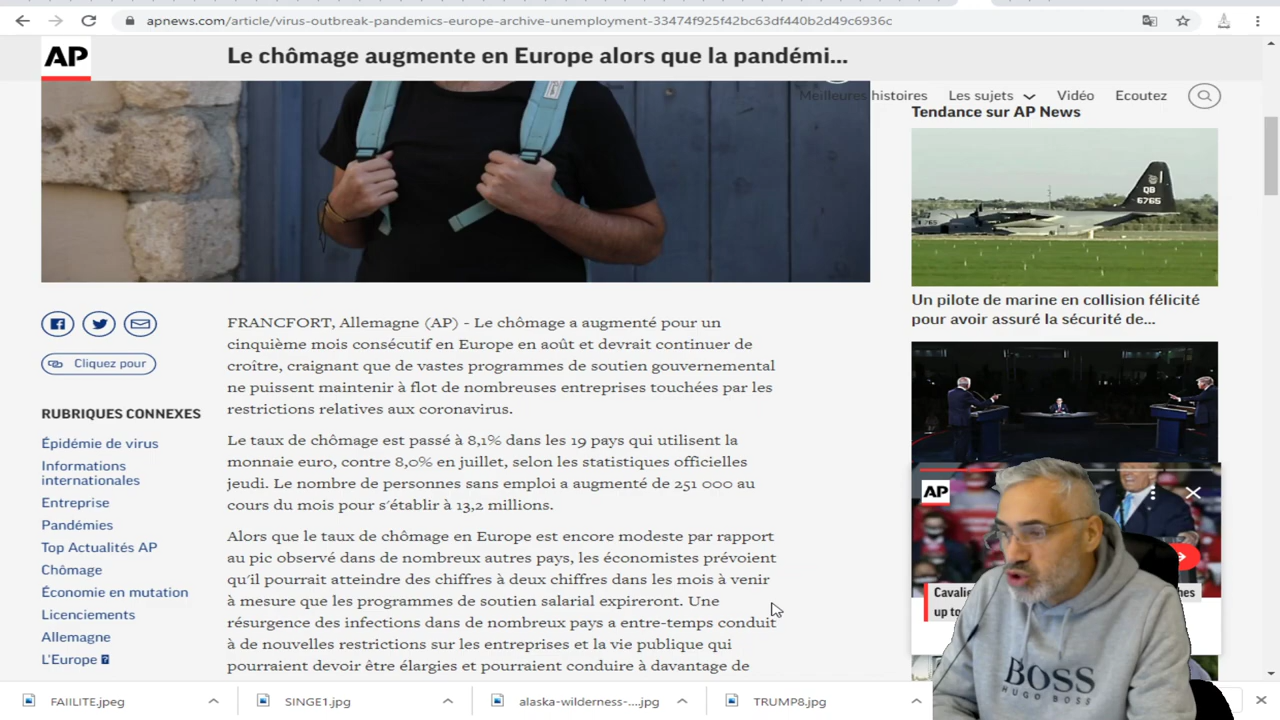 apnews.com/article/virus-outbreak-pandemics-europe-archive-unemployment-33474f925f42bc63df440b2d49c6936c
AP
Le chômage augmente en Europe alors que la pandémi...
Meilleures histoires
Les sujets
Vidéo
Ecoutez
Tendance sur AP News
QB
6765
Un pilote de marine en collision félicité
pour avoir assuré la sécurité de...
Cliquez pour
RUBRIQUES CONNEXES
Épidémie de virus
Informations
internationales
Entreprise
Pandémies
Top Actualités AP
Chômage
Économie en mutation
Licenciements
Allemagne
L'Europe
FRANCFORT, Allemagne (AP) - Le chômage a augmenté pour un
cinquième mois consécutif en Europe en août et devrait continuer de
croître, craignant que de vastes programmes de soutien gouvernemental
ne puissent maintenir à flot de nombreuses entreprises touchées par les
restrictions relatives aux coronavirus.
Le taux de chômage est passé à 8,1% dans les 19 pays qui utilisent la
monnaie euro, contre 8,0% en juillet, selon les statistiques officielles
jeudi. Le nombre de personnes sans emploi a augmenté de 251 000 au
cours du mois pour s'établir à 13,2 millions.
Alors que le taux de chômage en Europe est encore modeste par rapport
au pic observé dans de nombreux autres pays, les économistes prévoient
qu'il pourrait atteindre des chiffres à deux chiffres dans les mois à venir
à mesure que les programmes de soutien salarial expireront. Une
résurgence des infections dans de nombreux pays a entre-temps conduit
à de nouvelles restrictions sur les entreprises et la vie publique qui
pourraient devoir être élargies et pourraient conduire à davantage de
AP
up to
BOSS
HUGO BOSS
FAIILITE.jpeg
SINGE1.jpg
alaska-wilderness-....jpg
TRUMP8.jpg